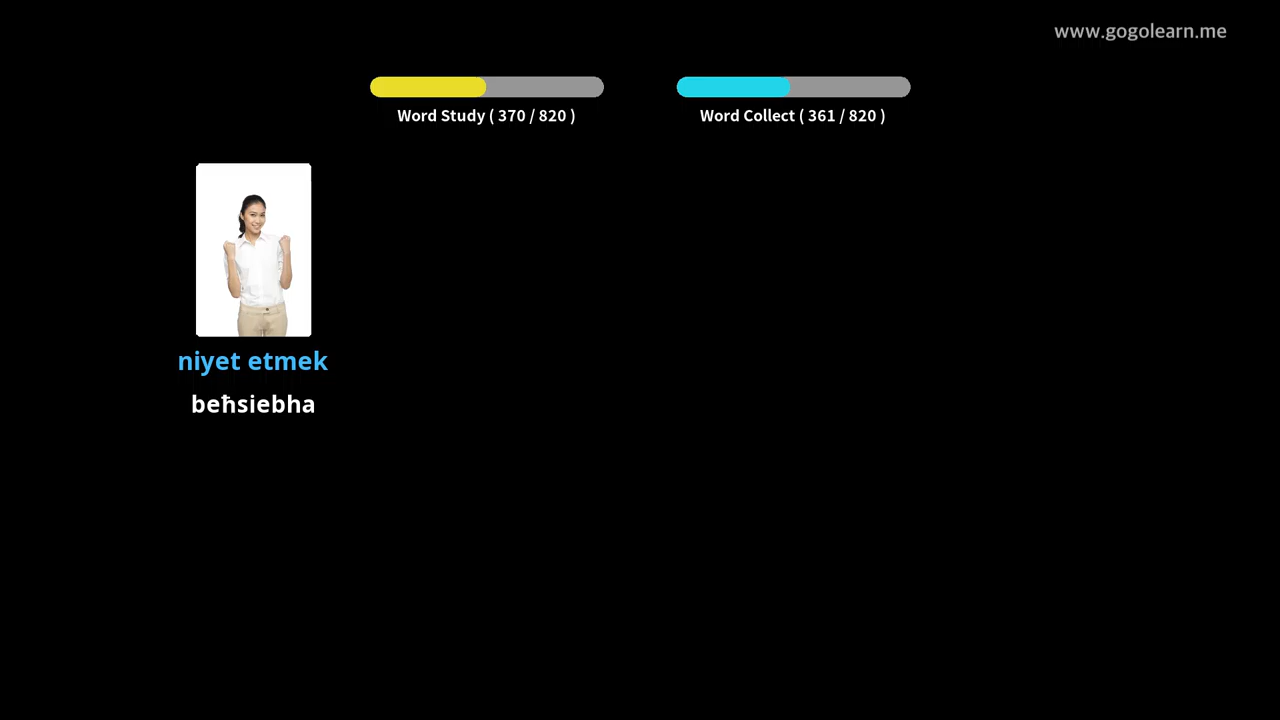 www.gogolearn.me
Word Study ( 370 / 820 )
Word Collect ( 361 / 820 )
niyet etmek
beħsiebha